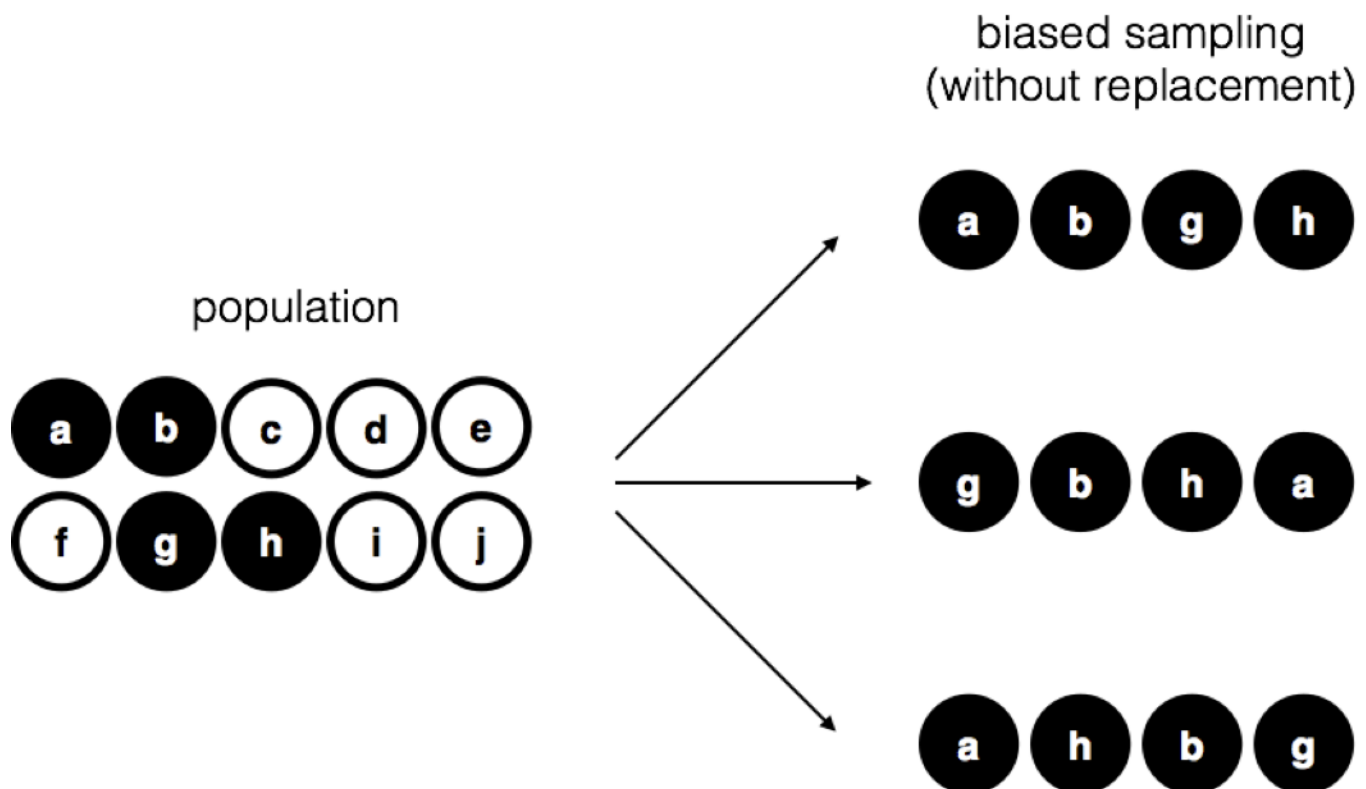 biased sampling
(without replacement)
a b g h
population
a b c d e
g b h a
f g h i j
a h b g